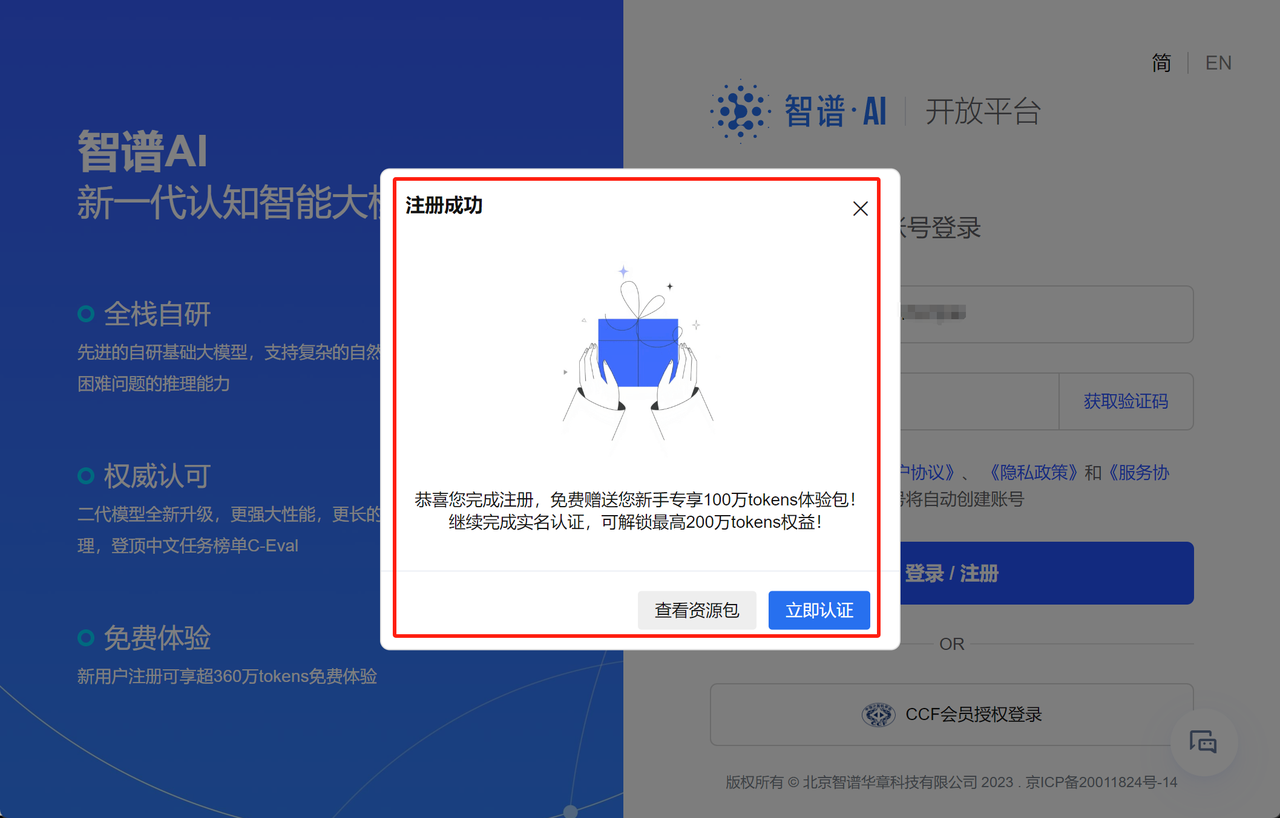 简 EN
智谱·AI 开放平台
智谱AI
新一代认知智能大
全栈自研
先进的自研基础大模型，支持复杂的自然
困难问题的推理能力
权威认可
二代模型全新升级，更强大性能，更长的
理，登顶中文任务榜单C-Eval
免费体验
新用户注册可享超360万tokens免费体验
注册成功
恭喜您完成注册，免费赠送您新手专享100万tokens体验包！
继续完成实名认证，可解锁最高200万tokens权益！
查看资源包
立即认证
号登录
获取验证码
协议》、《隐私政策》和《服务协
将自动创建账号
登录 / 注册
OR
CCF会员授权登录
版权所有 © 北京智谱华章科技有限公司 2023 . 京ICP备20011824号-14